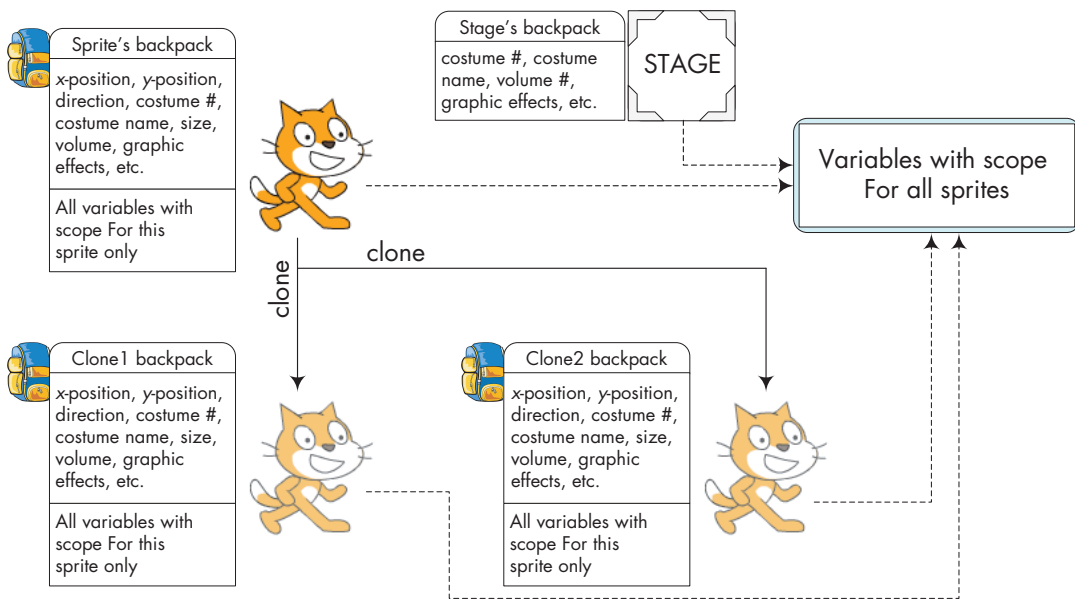 Sprite's backpack
x-position, y-position,
direction, costume #,
costume name, size,
volume, graphic
effects, etc.
All variables with
scope For this
sprite only
Stage's backpack
costume #, costume
name, volume #,
graphic effects, etc.
STAGE
Variables with scope
For all sprites
clone
clone
Clone1 backpack
x-position, y-position,
direction, costume #,
costume name, size,
volume, graphic
effects, etc.
All variables with
scope For this
sprite only
Clone2 backpack
x-position, y-position,
direction, costume #,
costume name, size,
volume, graphic
effects, etc.
All variables with
scope For this
sprite only